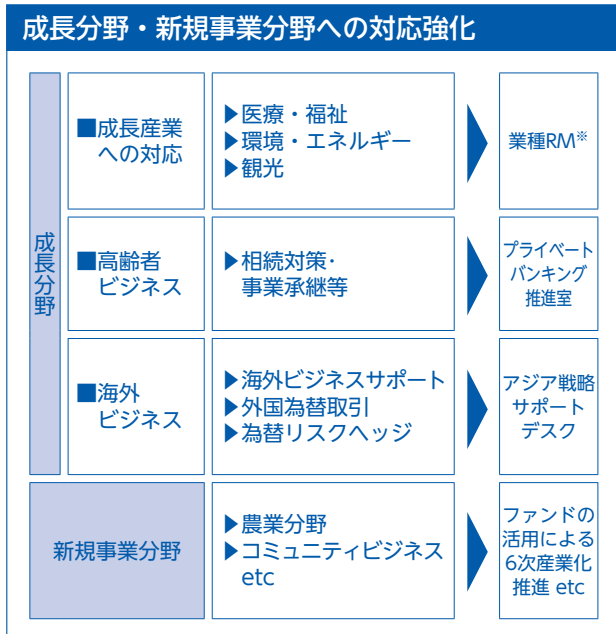 成長分野・新規事業分野への対応強化
成長分野
■成長産業
への対応
▶医療・福祉
▶環境・エネルギー
▶観光
業種RM※
■高齢者
ビジネス
▶相続対策・
事業承継等
プライベート
バンキング
推進室
■海外
ビジネス
▶海外ビジネスサポート
▶外国為替取引
▶為替リスクヘッジ
アジア戦略
サポート
デスク
新規事業分野
▶農業分野
▶コミュニティビジネス
etc
ファンドの
活用による
6次産業化
推進 etc